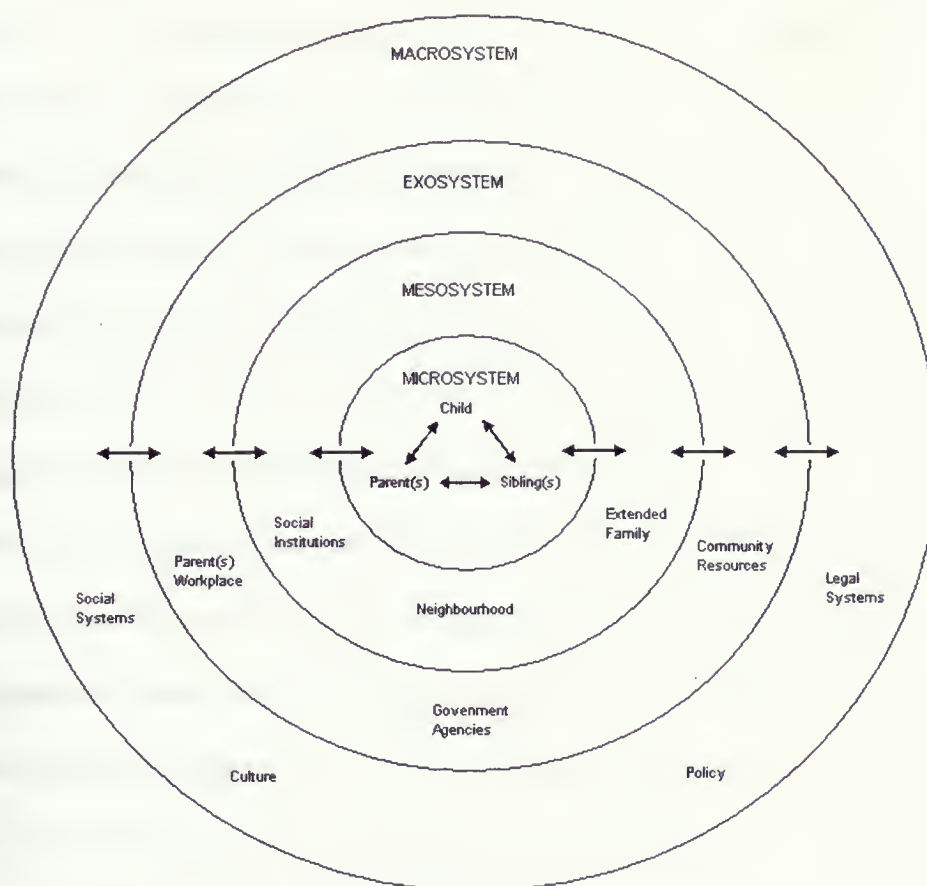 MACROSYSTEM
EXOSYSTEM
MESOSYSTEM
MICROSYSTEM
Child
Parent(s)
Sibling(s)
Social
Institutions
Extended
Family
Parent(s)
Workplace
Community
Resources
Social
Systems
Legal
Systems
Neighbourhood
Govenment
Agencies
Culture
Policy